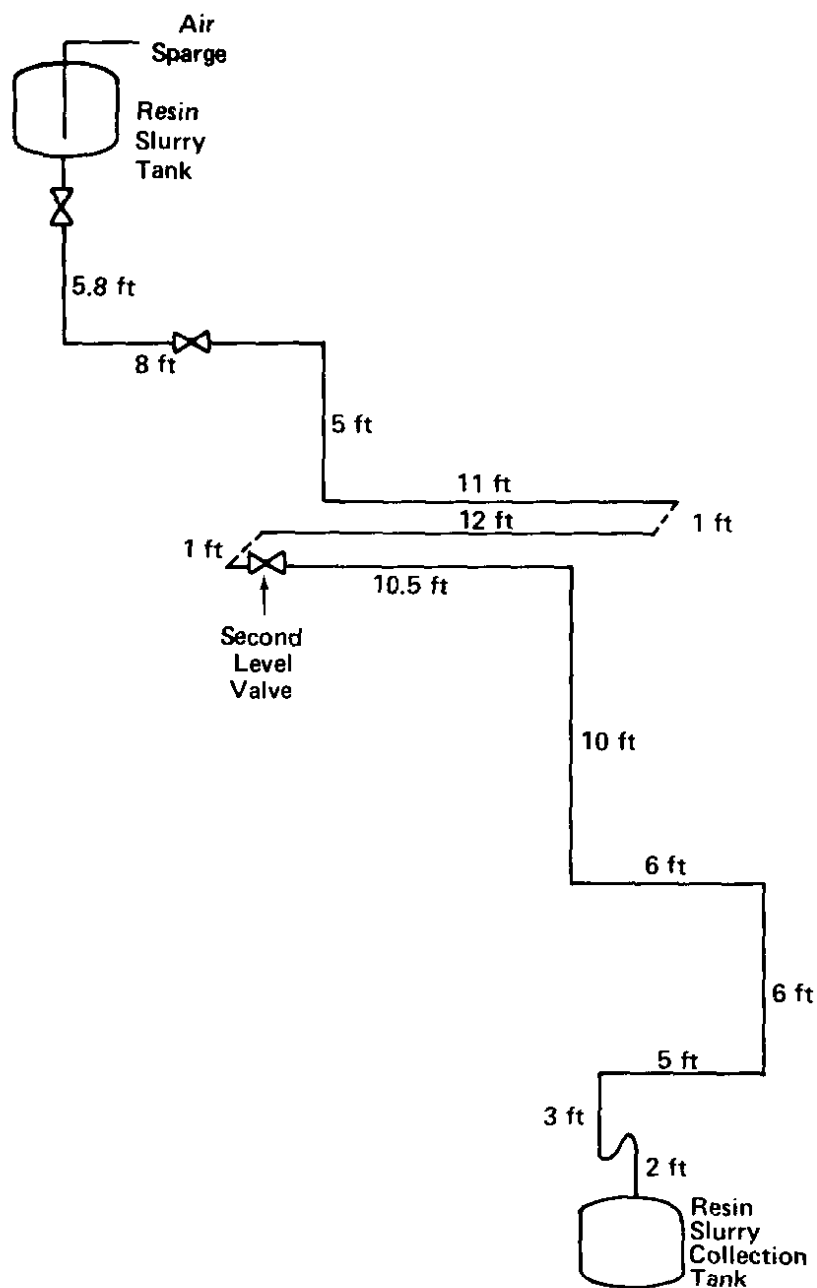 Air
Sparge
Resin
Slurry
Tank
5.8 ft
8 ft
5 ft
11 ft
12 ft
1 ft
1 ft
10.5 ft
Second
Level
Valve
10 ft
6 ft
6 ft
5 ft
3 ft
2 ft
Resin
Slurry
Collection
Tank